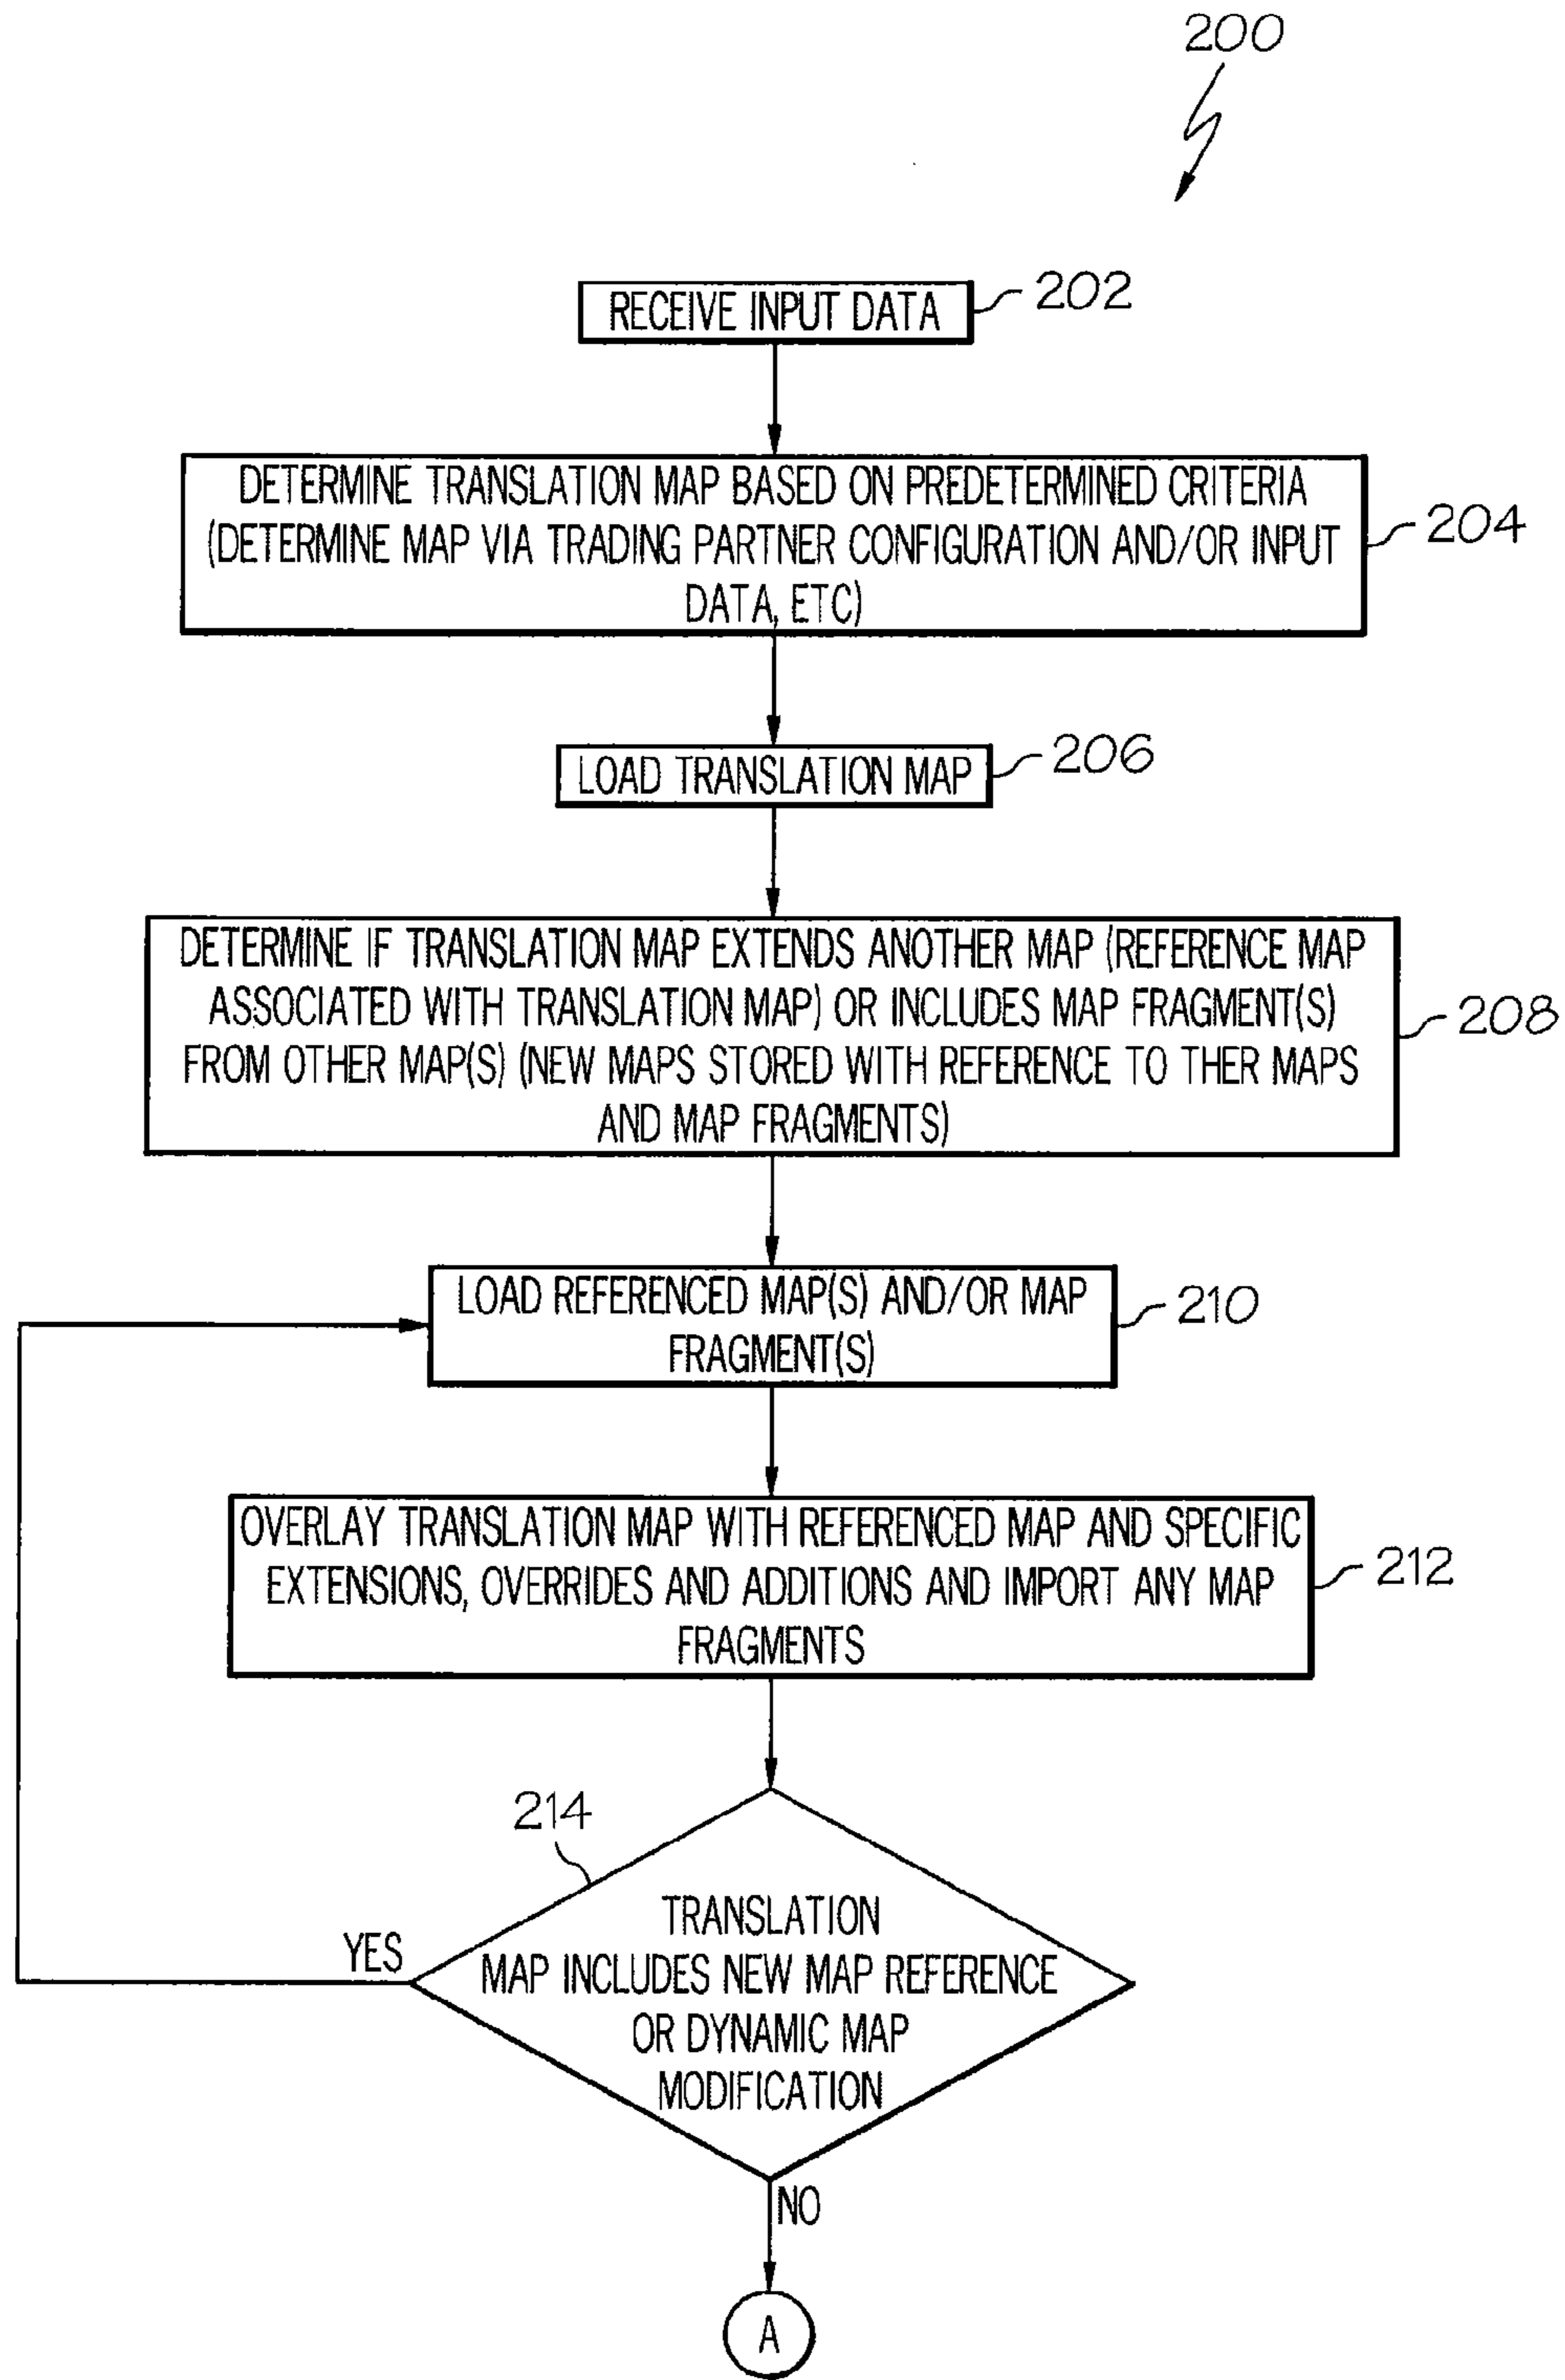 200
RECEIVE INPUT DATA
202
DETERMINE TRANSLATION MAP BASED ON PREDETERMINED CRITERIA
(DETERMINE MAP VIA TRADING PARTNER CONFIGURATION AND/OR INPUT
DATA, ETC)
204
LOAD TRANSLATION MAP
206
DETERMINE IF TRANSLATION MAP EXTENDS ANOTHER MAP (REFERENCE MAP
ASSOCIATED WITH TRANSLATION MAP) OR INCLUDES MAP FRAGMENT(S)
FROM OTHER MAP(S) (NEW MAPS STORED WITH REFERENCE TO THER MAPS
AND MAP FRAGMENTS)
208
LOAD REFERENCED MAP(S) AND/OR MAP
FRAGMENT(S)
210
OVERLAY TRANSLATION MAP WITH REFERENCED MAP AND SPECIFIC
EXTENSIONS, OVERRIDES AND ADDITIONS AND IMPORT ANY MAP
FRAGMENTS
212
214
TRANSLATION
MAP INCLUDES NEW MAP REFERENCE
OR DYNAMIC MAP
MODIFICATION
YES
NO
A